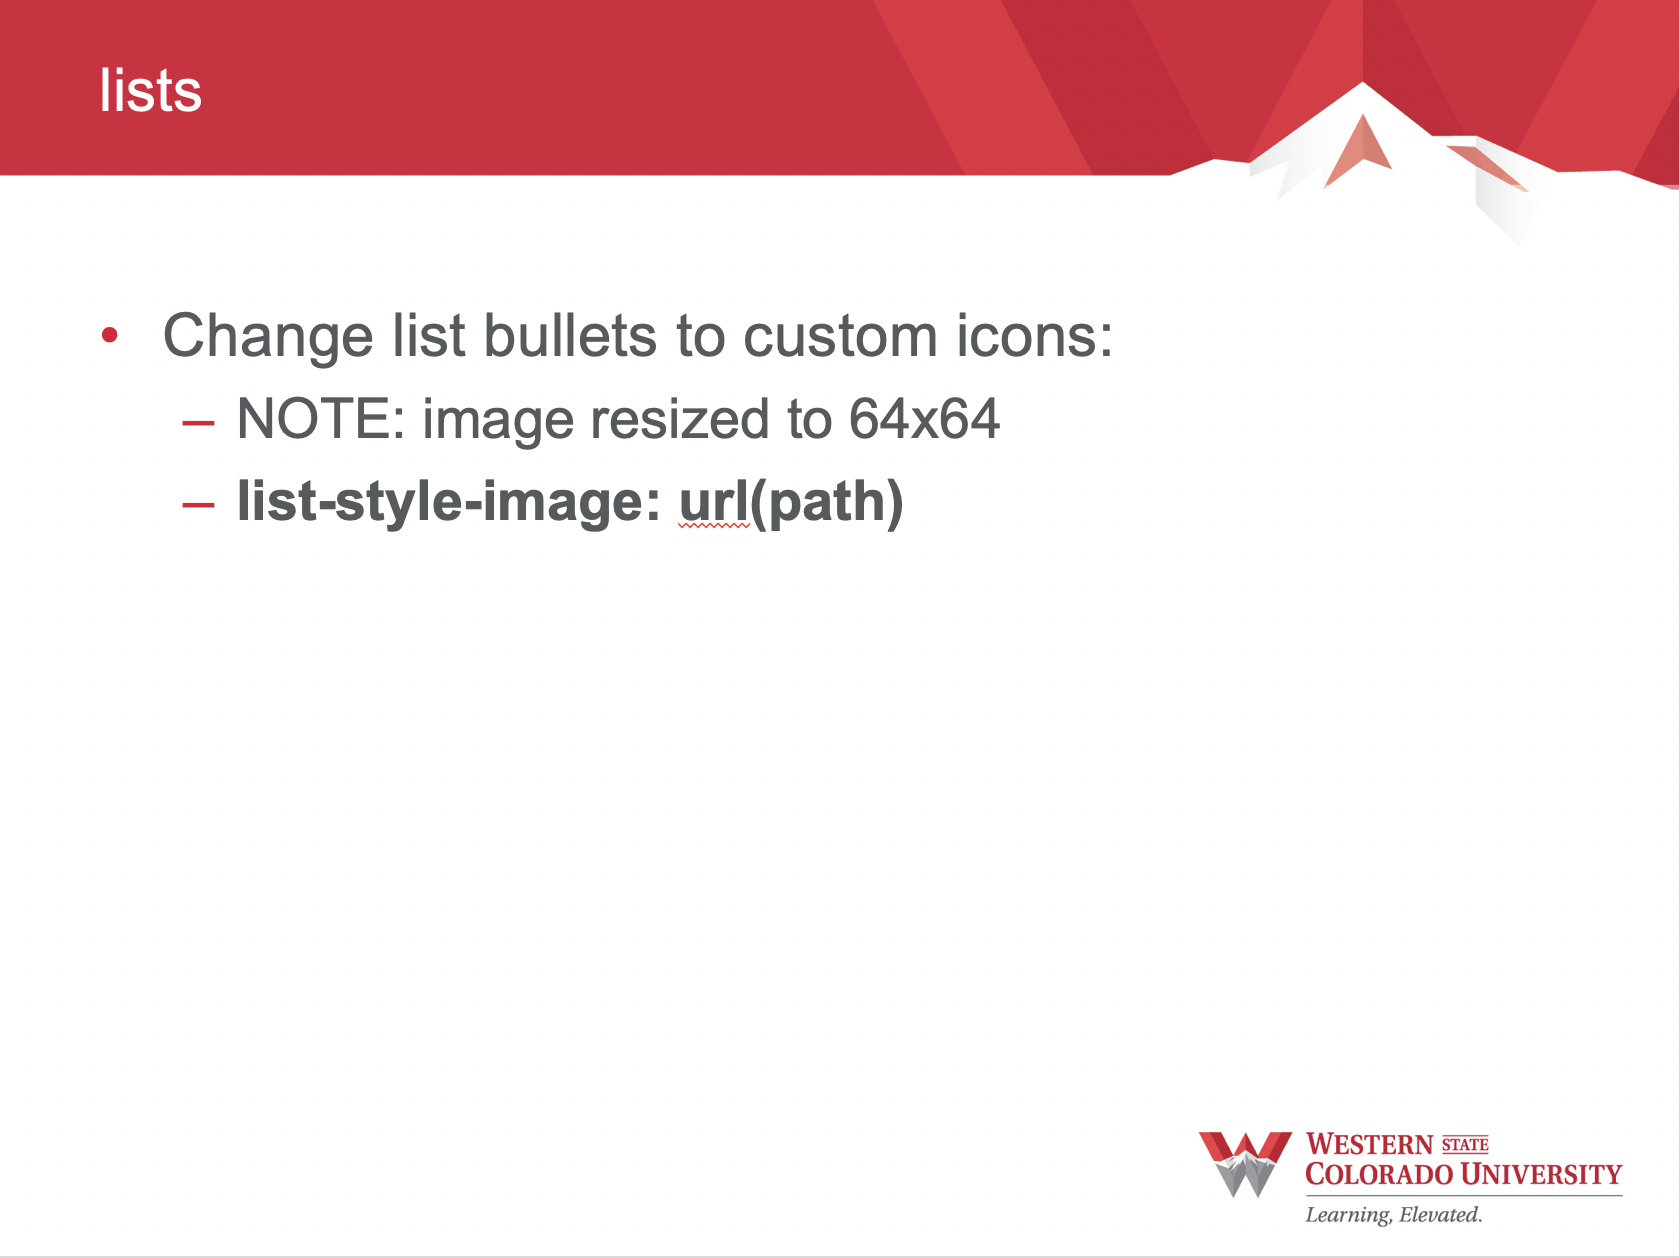 lists
• Change list bullets to custom icons:
– NOTE: image resized to 64x64
– list-style-image: url(path)
WESTERN STATE
COLORADO UNIVERSITY
Learning, Elevated.